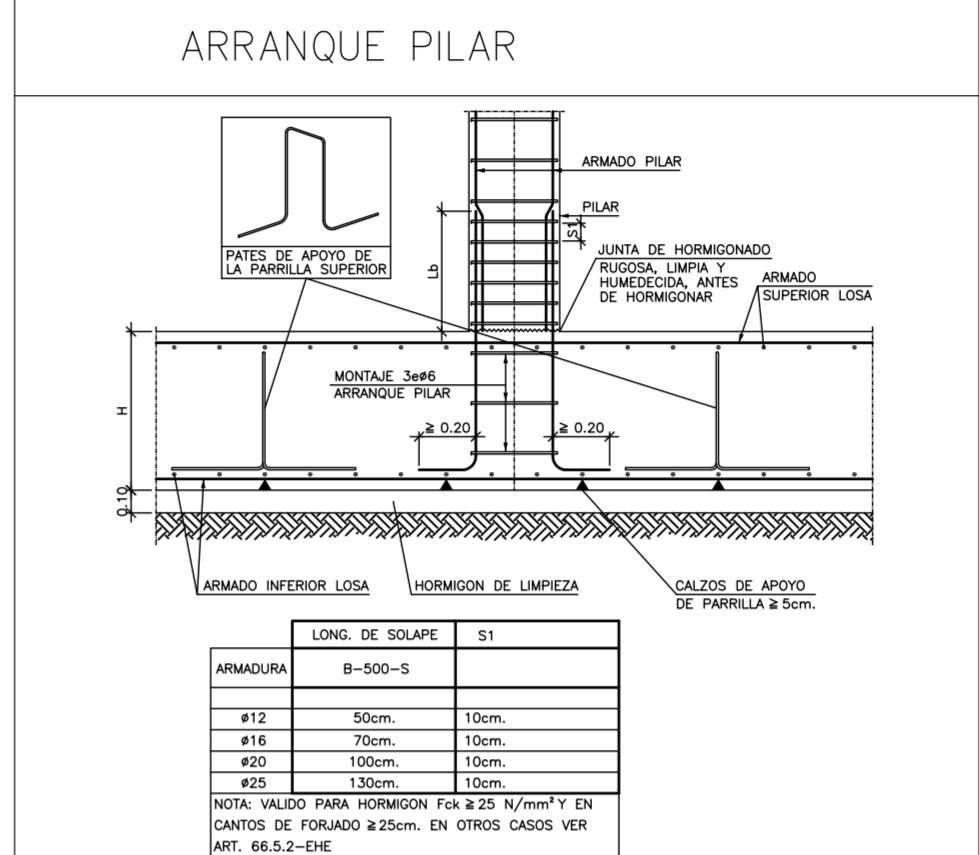 ARRANQUE PILAR
ARMADO PILAR
PILAR
S1
Lb
PATES DE APOYO DE
LA PARRILLA SUPERIOR
JUNTA DE HORMIGONADO
RUGOSA, LIMPIA Y
HUMEDECIDA, ANTES
DE HORMIGONAR
ARMADO
SUPERIOR LOSA
MONTAJE 3eø6
ARRANQUE PILAR
H
≥ 0.20
≥ 0.20
0.10
ARMADO INFERIOR LOSA
HORMIGON DE LIMPIEZA
CALZOS DE APOYO
DE PARRILLA ≥ 5cm.
LONG. DE SOLAPE S1
ARMADURA B-500-S
ø12 50cm. 10cm.
ø16 70cm. 10cm.
ø20 100cm. 10cm.
ø25 130cm. 10cm.
NOTA: VALIDO PARA HORMIGON Fck ≥ 25 N/mm² Y EN
CANTOS DE FORJADO ≥25cm. EN OTROS CASOS VER
ART. 66.5.2-EHE